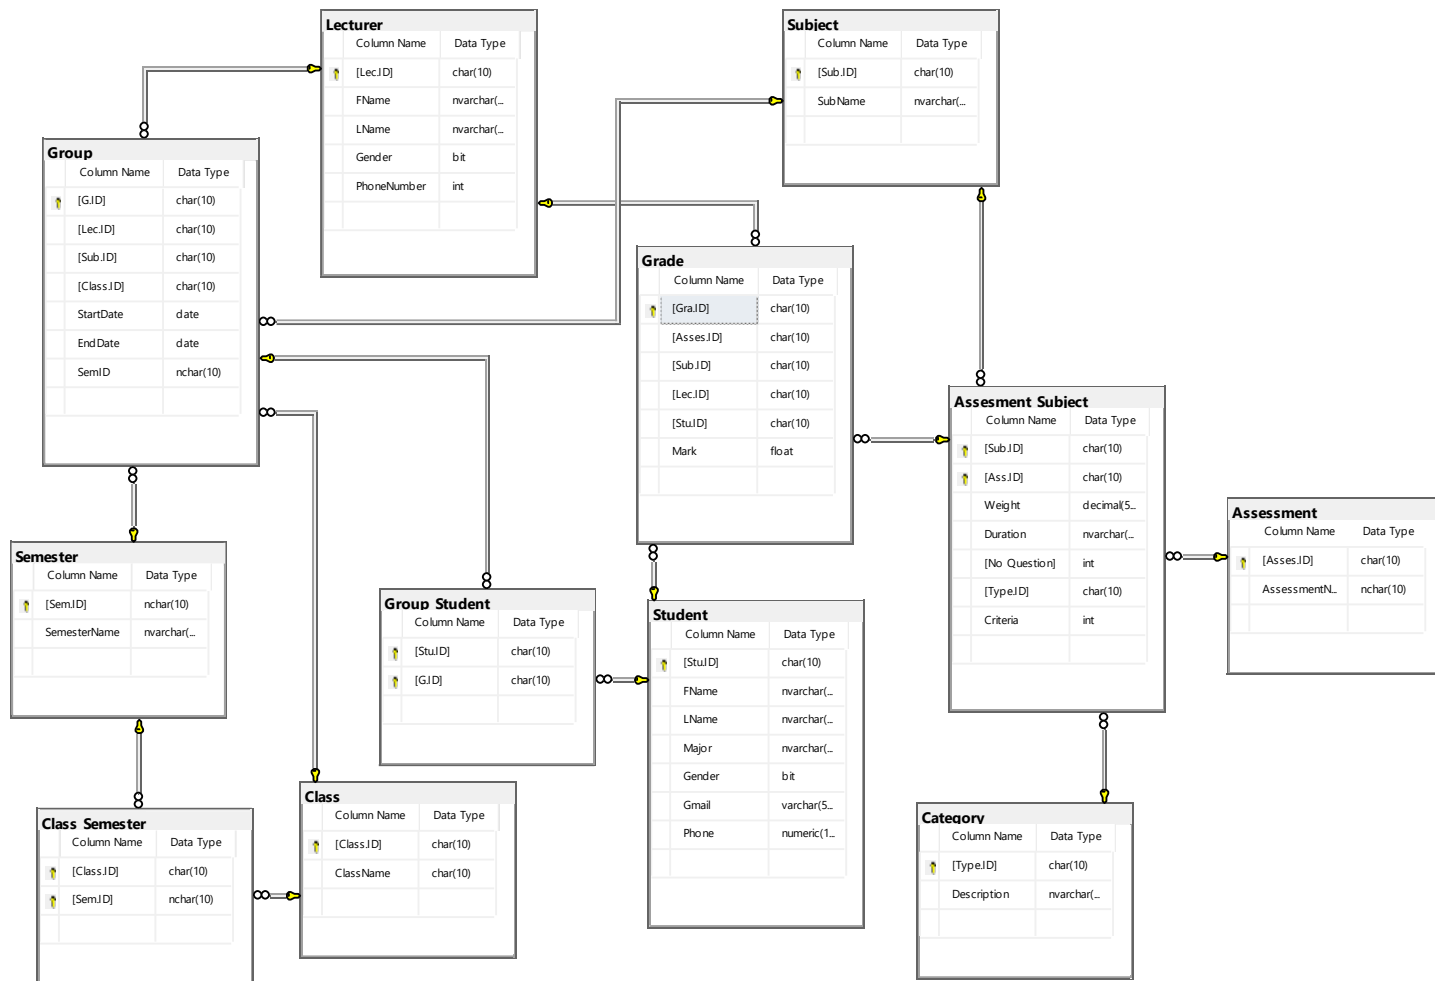 Lecturer
Column Name Data Type
[Lec.ID] char(10)
FName nvarchar(...
LName nvarchar(...
Gender bit
PhoneNumber int
Subject
Column Name Data Type
[Sub.ID] char(10)
SubName nvarchar(...
Group
Column Name Data Type
[G.ID] char(10)
[Lec.ID] char(10)
[Sub.ID] char(10)
[Class.ID] char(10)
StartDate date
EndDate date
SemID nchar(10)
Grade
Column Name Data Type
[Gra.ID] char(10)
[Asses.ID] char(10)
[Sub.ID] char(10)
[Lec.ID] char(10)
[Stu.ID] char(10)
Mark float
Assesment_Subject
Column Name Data Type
[Sub.ID] char(10)
[Ass.ID] char(10)
Weight decimal(5...
Duration nvarchar(...
[No Question] int
[Type.ID] char(10)
Criteria int
Assessment
Column Name Data Type
[Asses.ID] char(10)
AssessmentN... nchar(10)
Semester
Column Name Data Type
[Sem.ID] nchar(10)
SemesterName nvarchar(...
Group_Student
Column Name Data Type
[Stu.ID] char(10)
[G.ID] char(10)
Student
Column Name Data Type
[Stu.ID] char(10)
FName nvarchar(...
LName nvarchar(...
Major nvarchar(...
Gender bit
Gmail varchar(5...
Phone numeric(1...
Class
Column Name Data Type
[Class.ID] char(10)
ClassName char(10)
Class_Semester
Column Name Data Type
[Class.ID] char(10)
[Sem.ID] nchar(10)
Category
Column Name Data Type
[Type.ID] char(10)
Description nvarchar(...